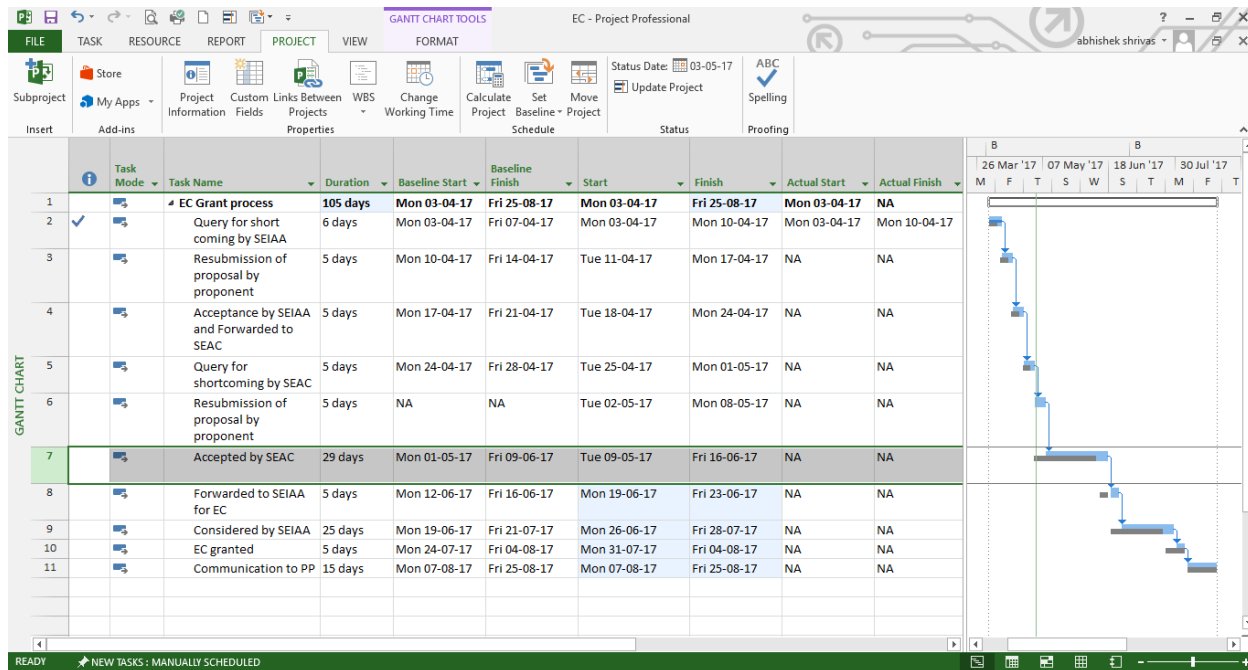 GANTT CHART TOOLS
EC - Project Professional
?
FILE TASK RESOURCE REPORT PROJECT VIEW FORMAT
abhishek shrivas
Subproject
Store
My Apps
Project Information
Custom Fields
Links Between Projects
WBS
Change Working Time
Calculate Project
Set Baseline
Move Project
Status Date: 03-05-17
Update Project
ABC
Spelling
Insert Add-ins Properties Schedule Status Proofing
Task Mode Task Name Duration Baseline Start Baseline Finish Start Finish Actual Start Actual Finish
B B
26 Mar '17 07 May '17 18 Jun '17 30 Jul '17
M F T S W S T M F T
1 EC Grant process 105 days Mon 03-04-17 Fri 25-08-17 Mon 03-04-17 Fri 25-08-17 Mon 03-04-17 NA
2 Query for short 6 days Mon 03-04-17 Fri 07-04-17 Mon 03-04-17 Mon 10-04-17 Mon 03-04-17 Mon 10-04-17
coming by SEIAA
3 Resubmission of 5 days Mon 10-04-17 Fri 14-04-17 Tue 11-04-17 Mon 17-04-17 NA NA
proposal by
proponent
4 Acceptance by SEIAA 5 days Mon 17-04-17 Fri 21-04-17 Tue 18-04-17 Mon 24-04-17 NA NA
and Forwarded to
SEAC
5 Query for 5 days Mon 24-04-17 Fri 28-04-17 Tue 25-04-17 Mon 01-05-17 NA NA
shortcoming by SEAC
6 Resubmission of 5 days NA NA Tue 02-05-17 Mon 08-05-17 NA NA
proposal by
proponent
7 Accepted by SEAC 29 days Mon 01-05-17 Fri 09-06-17 Tue 09-05-17 Fri 16-06-17 NA NA
8 Forwarded to SEIAA 5 days Mon 12-06-17 Fri 16-06-17 Mon 19-06-17 Fri 23-06-17 NA NA
for EC
9 Considered by SEIAA 25 days Mon 19-06-17 Fri 21-07-17 Mon 26-06-17 Fri 28-07-17 NA NA
10 EC granted 5 days Mon 24-07-17 Fri 04-08-17 Mon 31-07-17 Fri 04-08-17 NA NA
11 Communication to PP 15 days Mon 07-08-17 Fri 25-08-17 Mon 07-08-17 Fri 25-08-17 NA NA
GANTT CHART
READY NEW TASKS : MANUALLY SCHEDULED